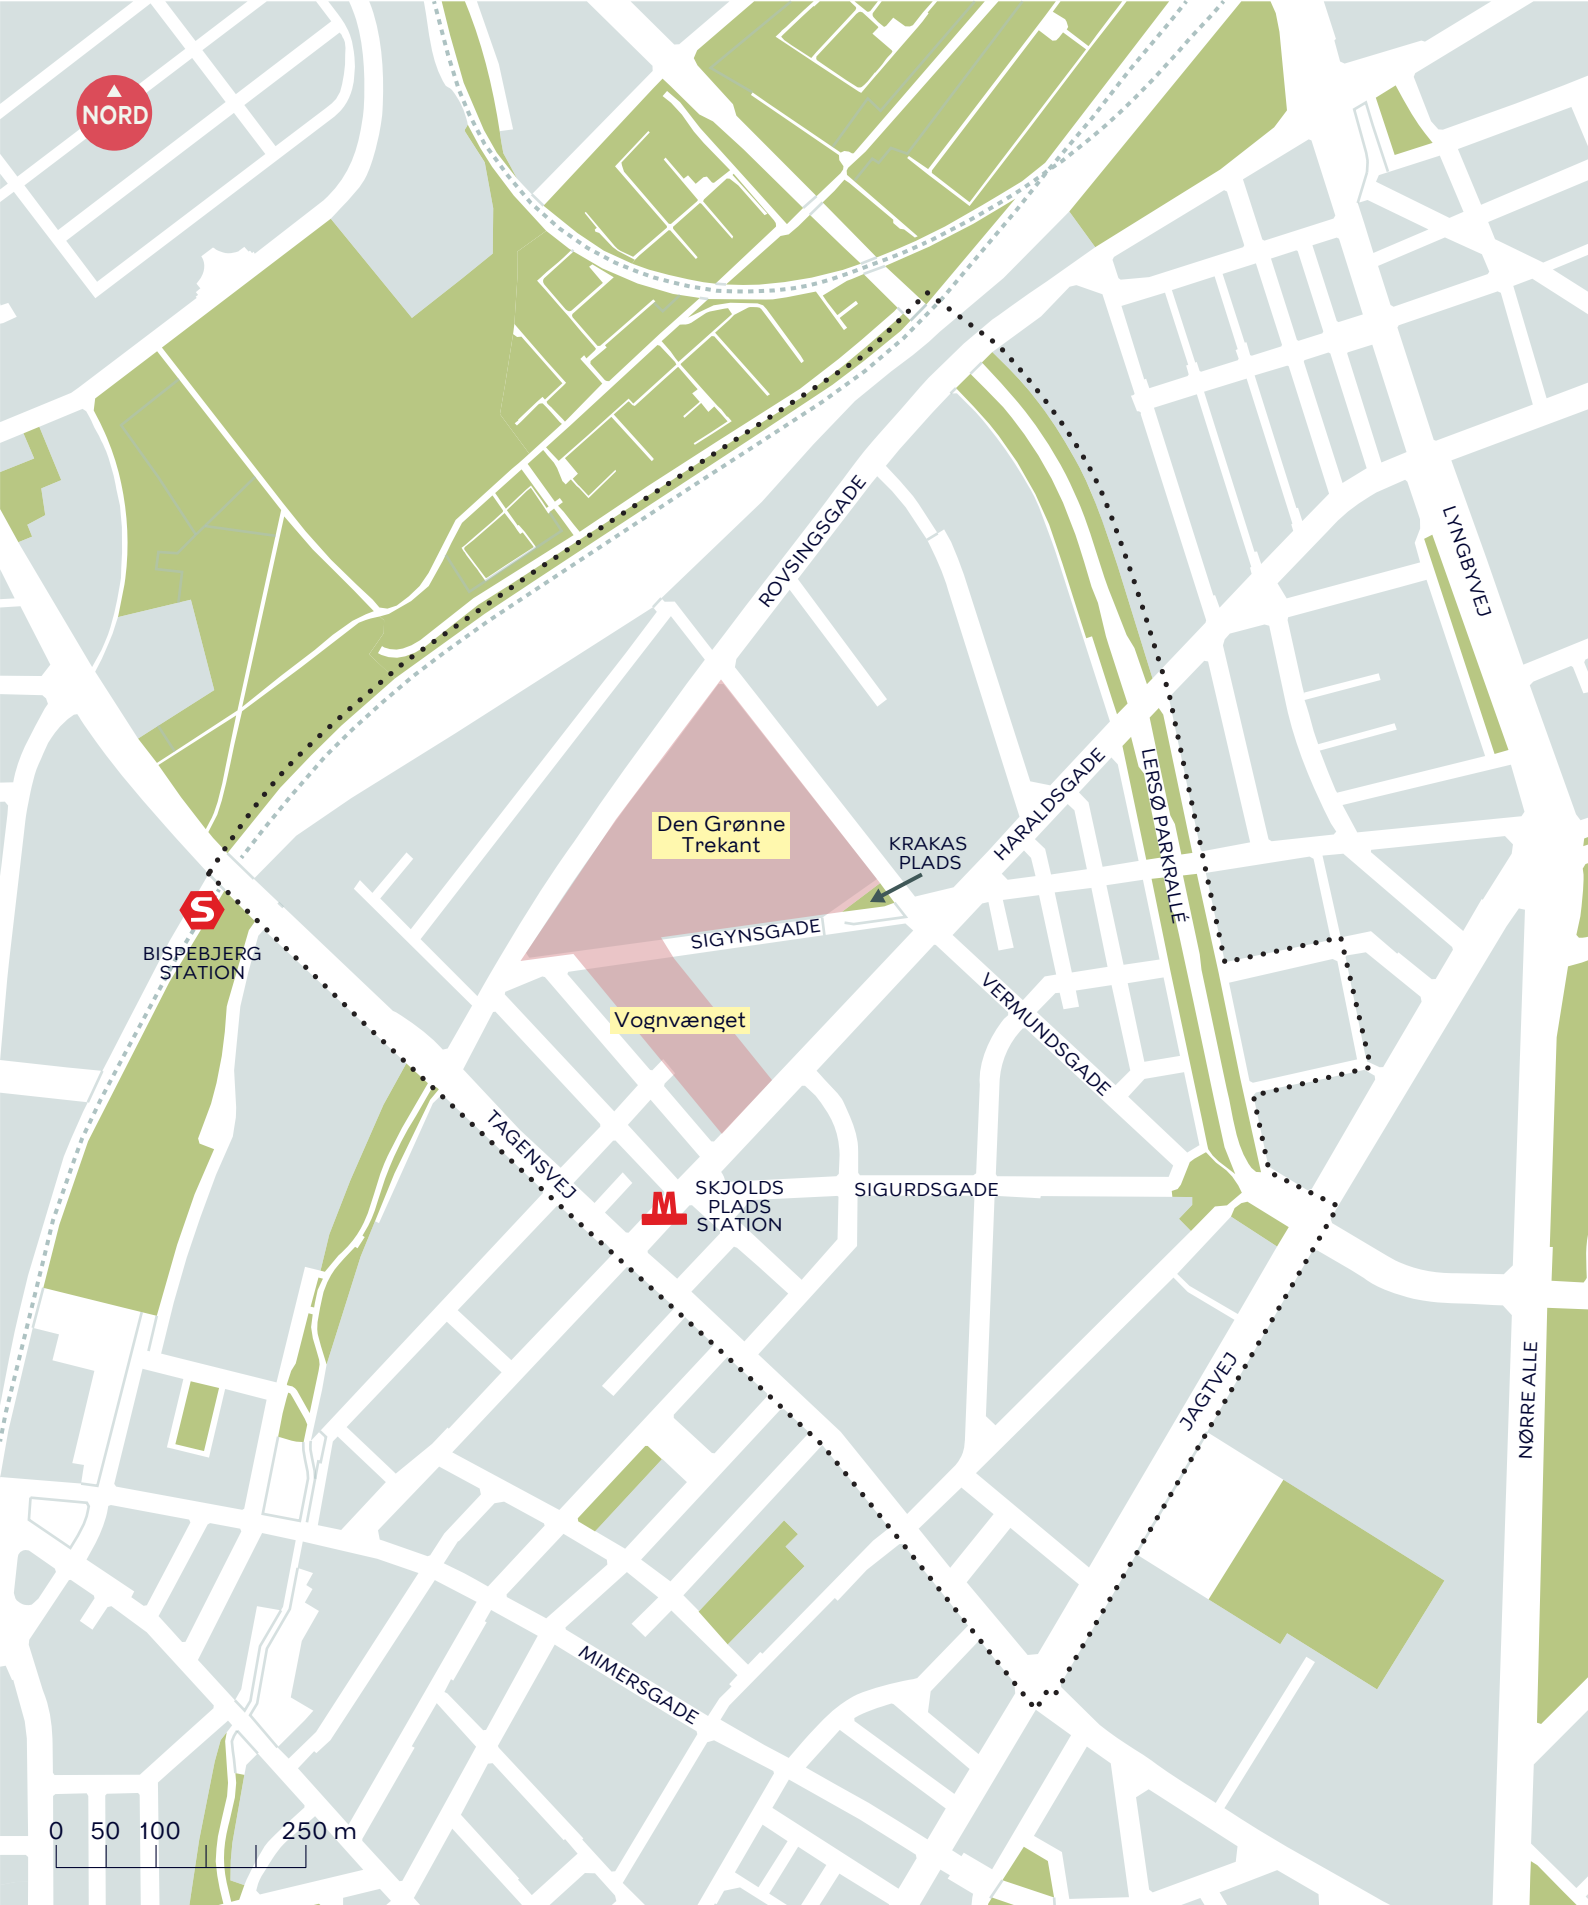 NORD
ROVSINGSGADE
LYNGBYVEJ
HARALDSGADE
LERSØ PARKRALLÉ
Den Grønne
Trekant
KRAKAS
PLADS
SIGYNSGADE
S
BISPEBJERG
STATION
Vognvænget
VERMUNDSGADE
TAGENSVEJ
M
SKJOLDS
PLADS
STATION
SIGURDSGADE
JAGTVEJ
NØRRE ALLE
MIMERSGADE
0 50 100 250 m